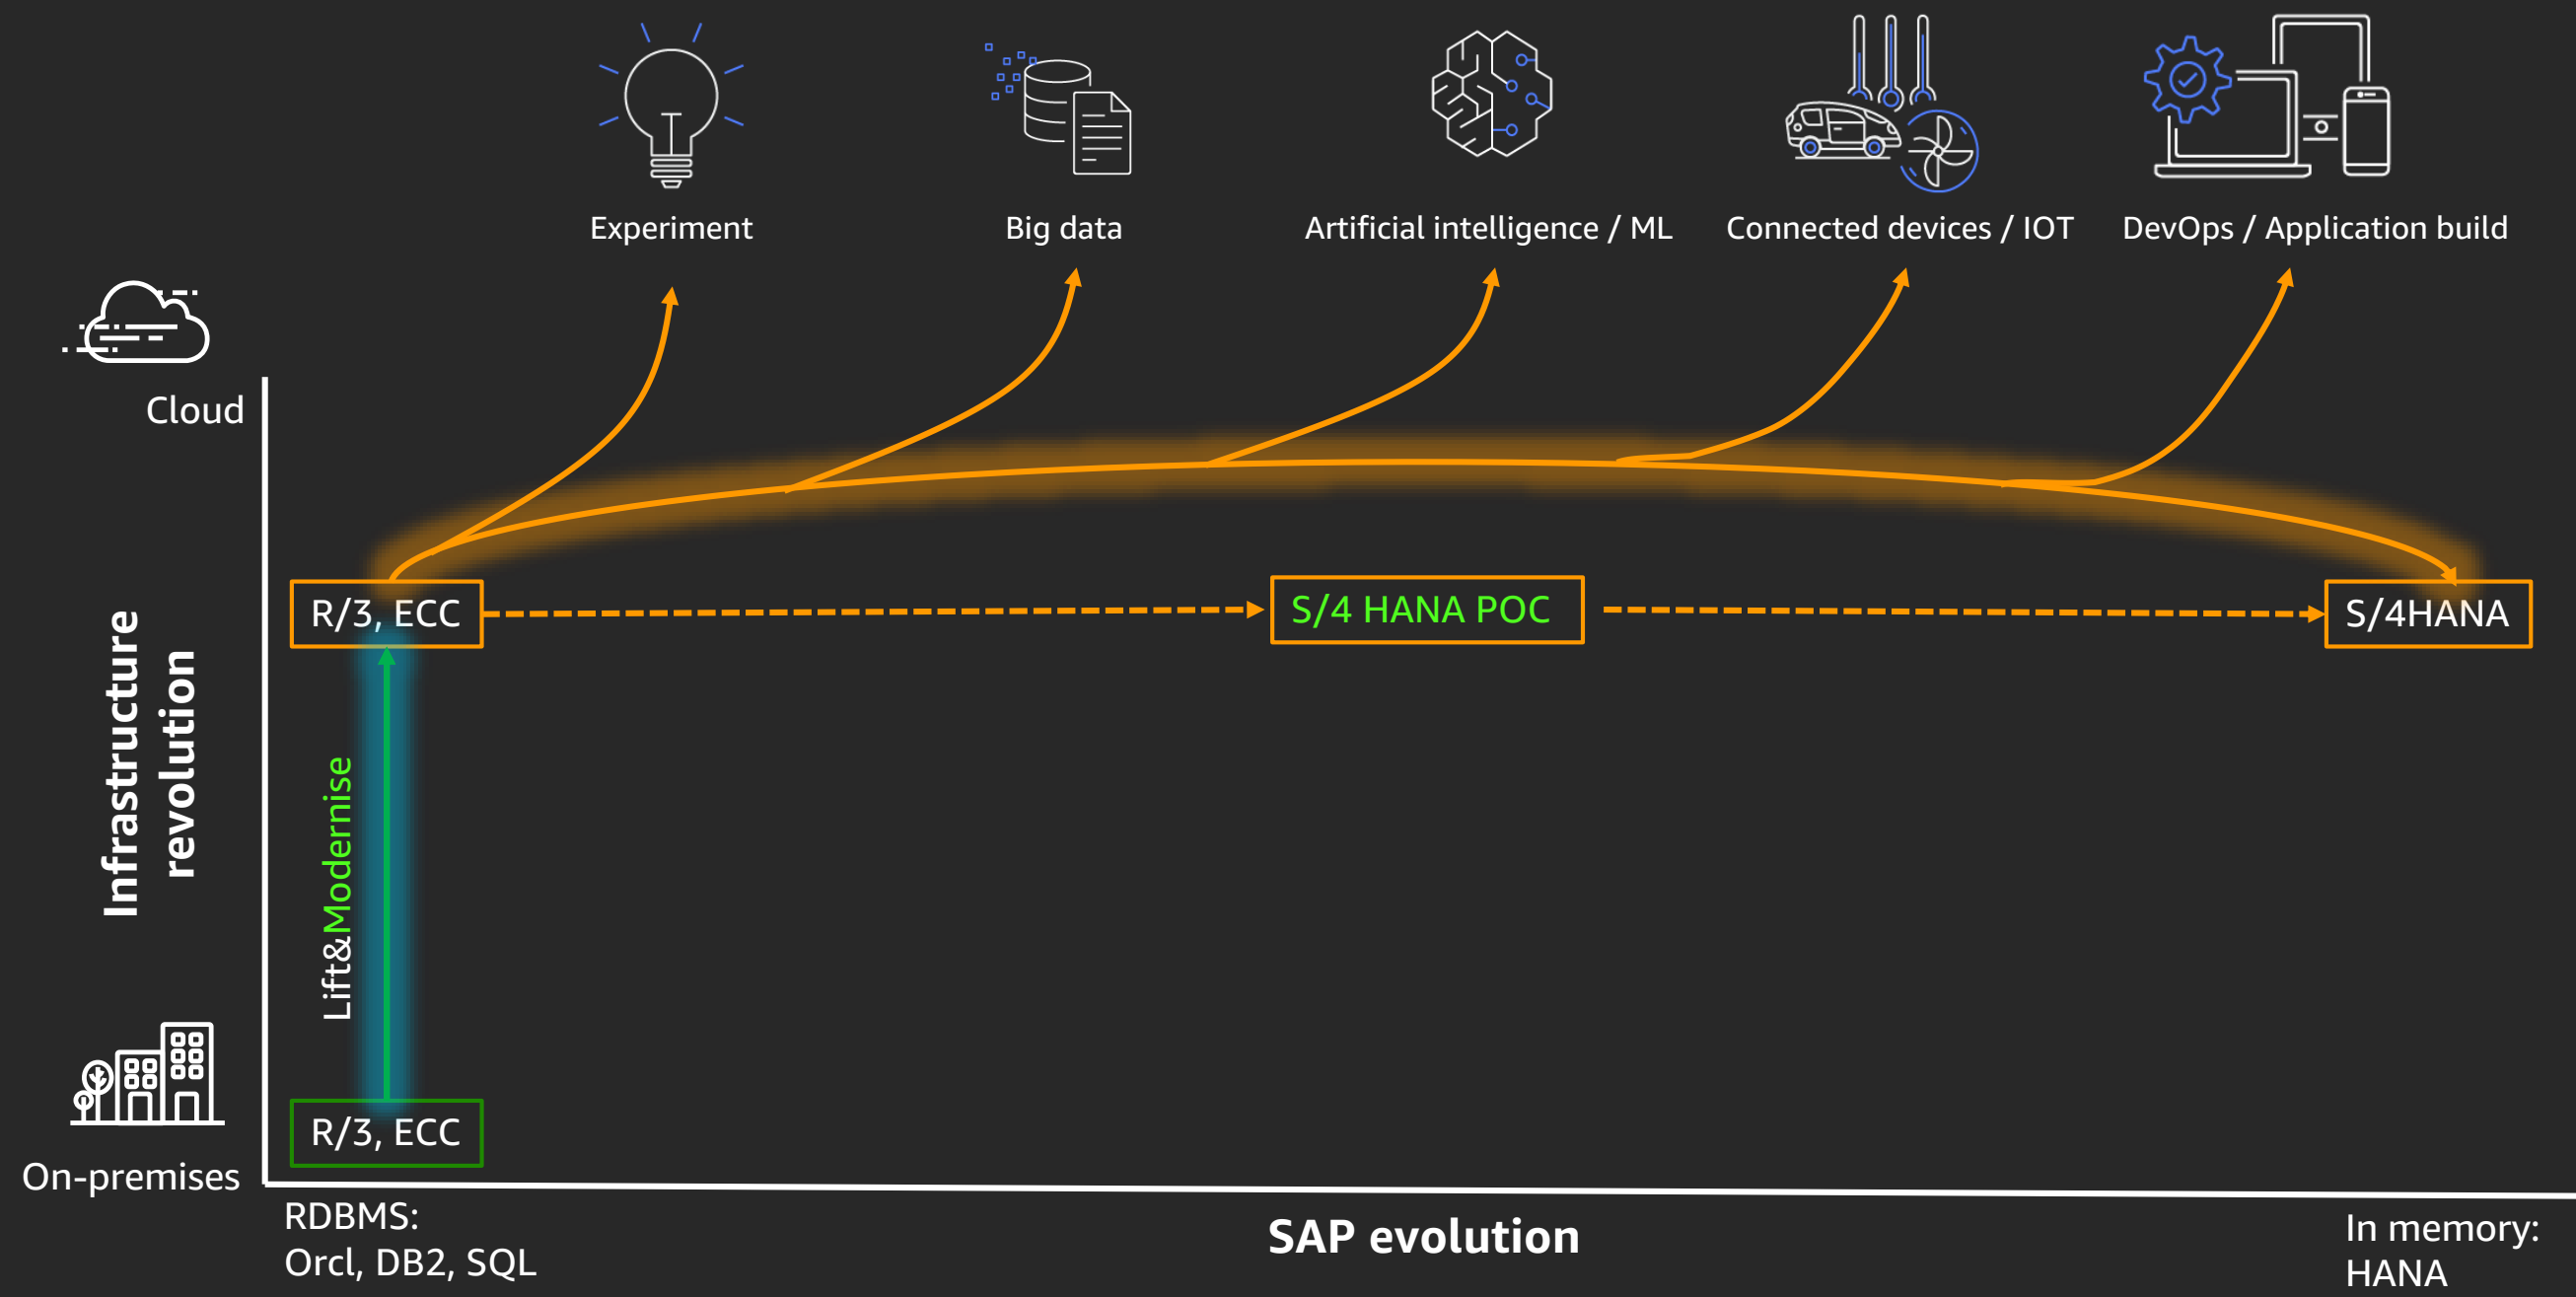 Experiment
Big data
Artificial intelligence / ML
Connected devices / IOT
DevOps / Application build
Cloud
R/3, ECC
S/4 HANA POC
S/4HANA
Infrastructure
revolution
Lift&Modernise
R/3, ECC
On-premises
RDBMS:
Orcl, DB2, SQL
SAP evolution
In memory:
HANA